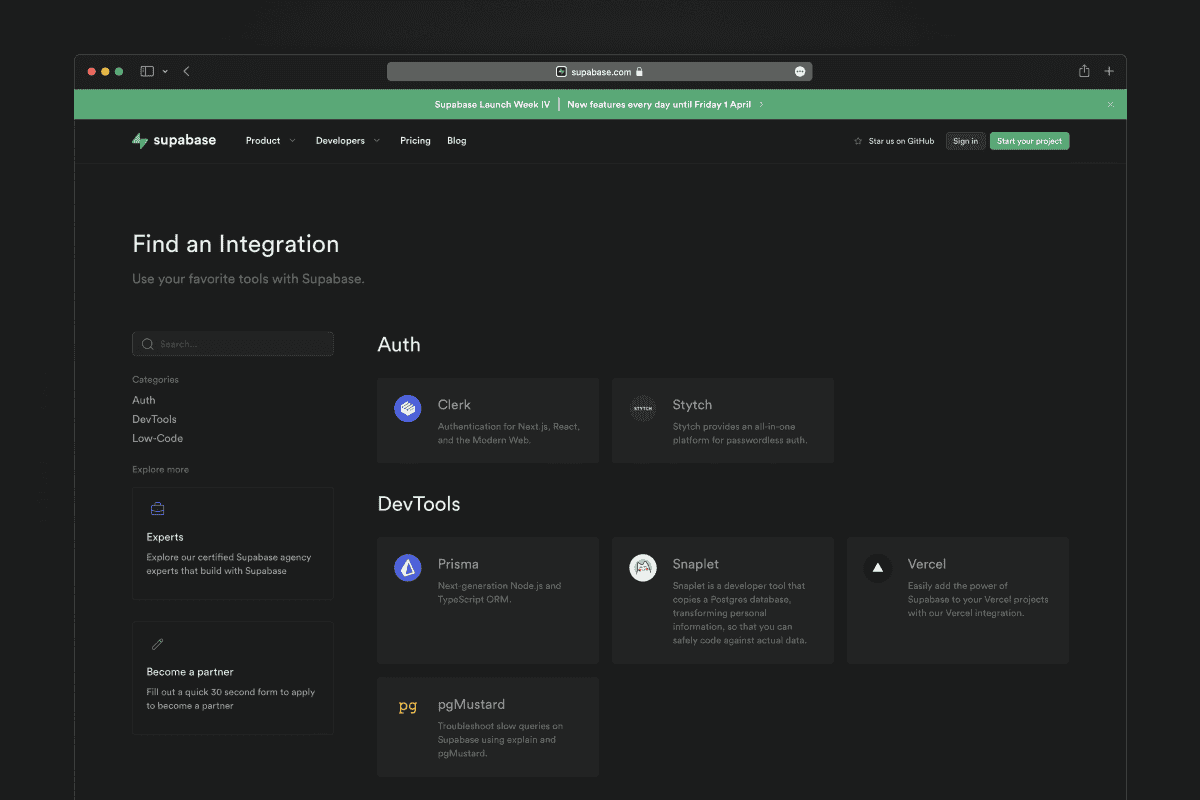 supabase.com
Supabase Launch Week IV | New features every day until Friday 1 April
supabase
Product
Developers
Pricing
Blog
Star us on GitHub
Sign in
Start your project
Find an Integration
Use your favorite tools with Supabase.
Search...
Categories
Auth
DevTools
Low-Code
Explore more
Experts
Explore our certified Supabase agency
experts that build with Supabase
Become a partner
Fill out a quick 30 second form to apply
to become a partner
Auth
Clerk
Authentication for Next.js, React,
and the Modern Web.
STYTCH
Stytch
Stytch provides an all-in-one
platform for passwordless auth.
DevTools
Prisma
Next-generation Node.js and
TypeScript ORM.
Snaplet
Snaplet is a developer tool that
copies a Postgres database,
transforming personal
information, so that you can
safely code against actual data.
Vercel
Easily add the power of
Supabase to your Vercel projects
with our Vercel integration.
pg
pgMustard
Troubleshoot slow queries on
Supabase using explain and
pgMustard.